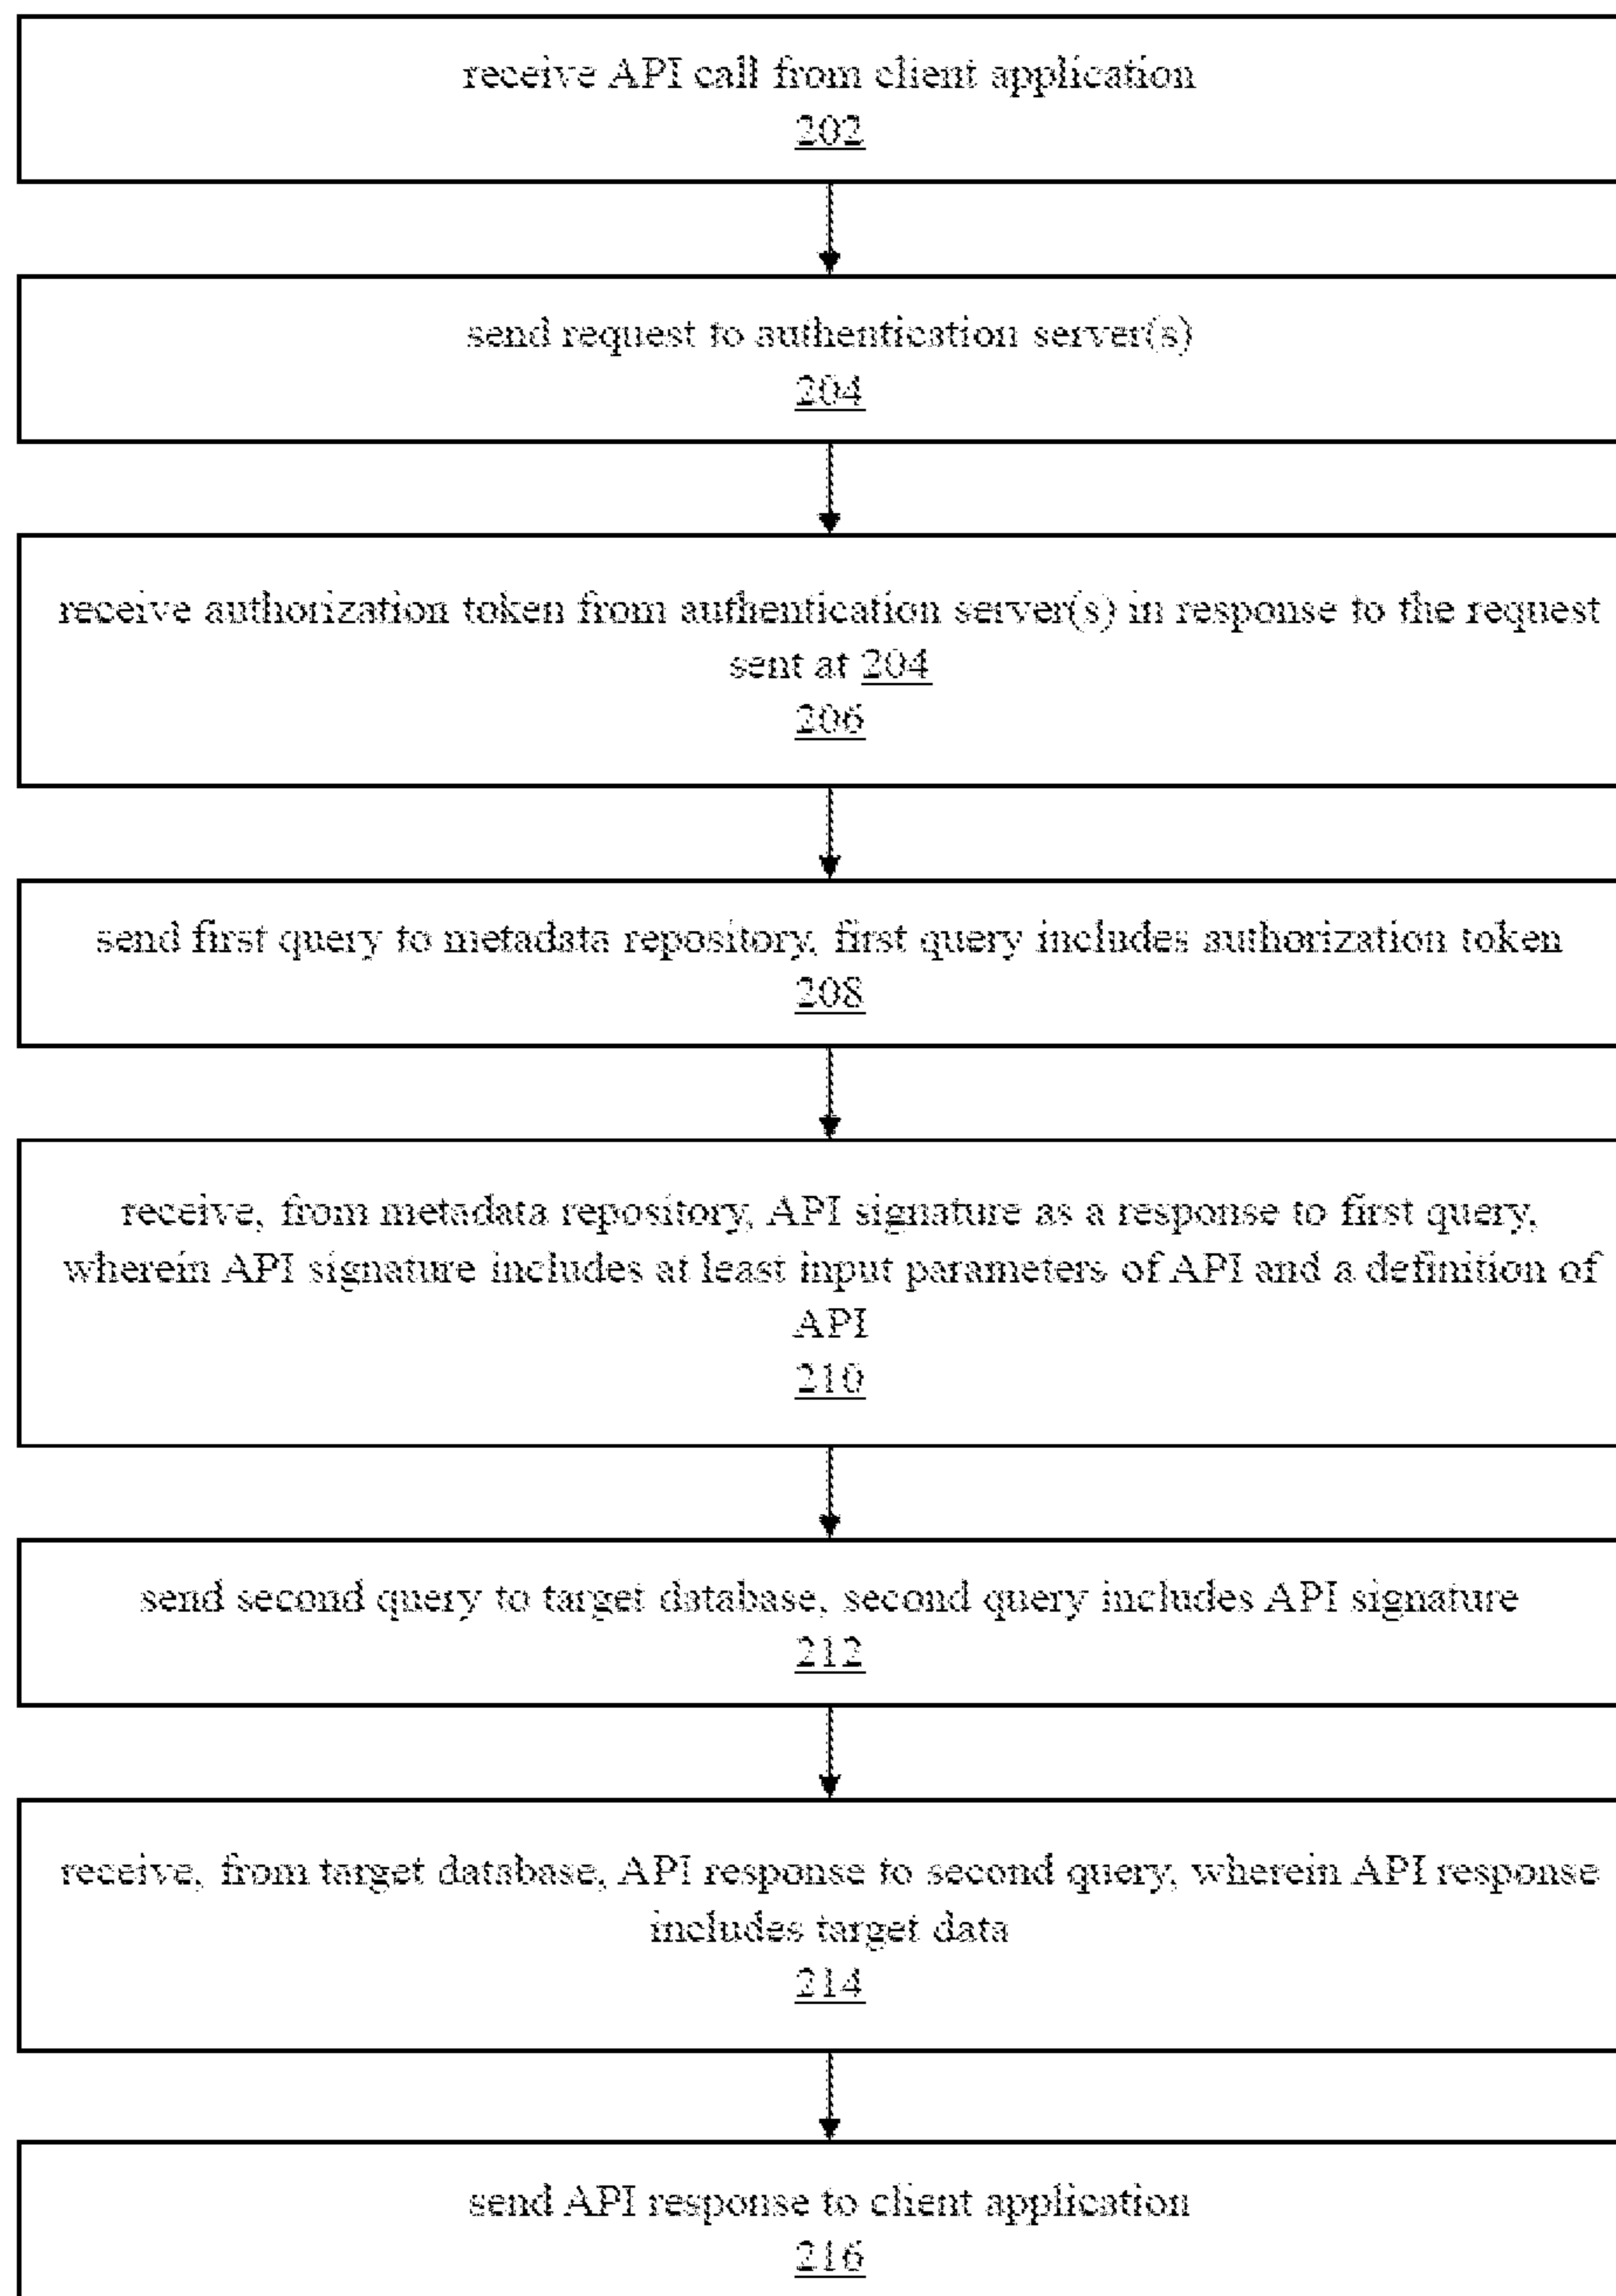 receive API call from client application
202
send request to authentication server(s)
204
receive authorization token from authentication server(s) in response to the request
sent at 204
206
send first query to metadata repository, first query includes authorization token
208
receive, from metadata repository, API signature as a response to first query,
wherein API signature includes at least input parameters of API and a definition of
API
210
send second query to target database, second query includes API signature
212
receive, from target database, API response to second query, wherein API response
includes target data
214
send API response to client application
216